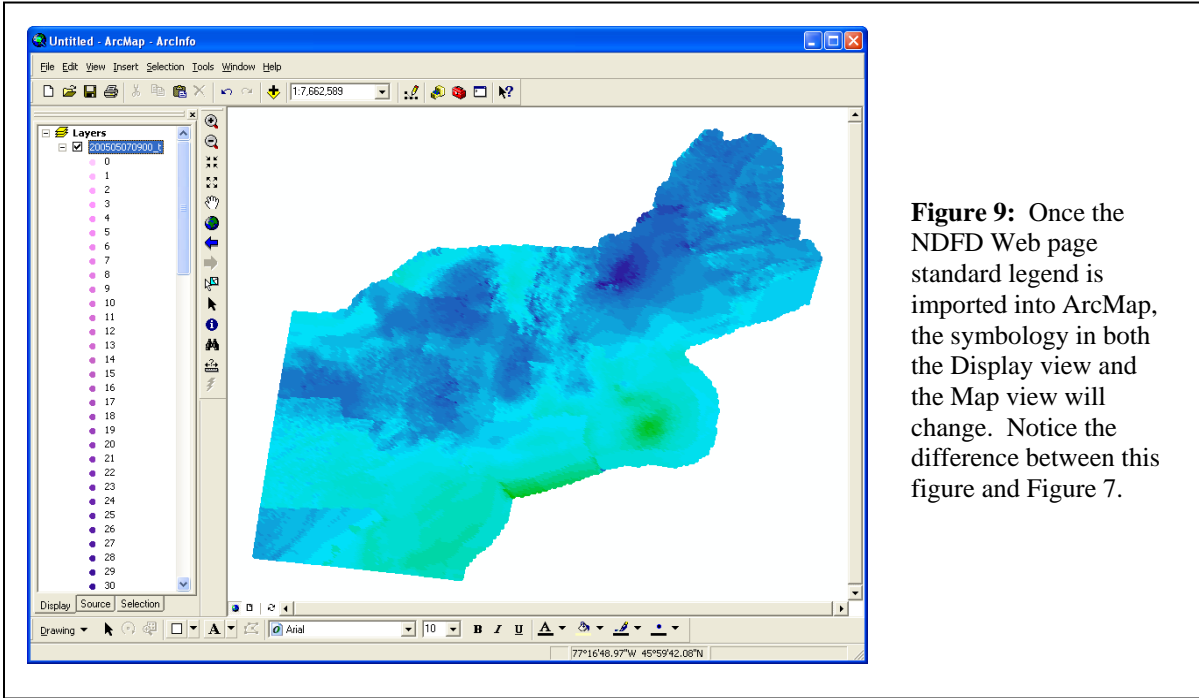 Untitled - ArcMap - ArcInfo
File Edit View Insert Selection Tools Window Help
1:7,662,589
Layers
200505070900_t
0
1
2
3
4
5
6
7
8
9
10
11
12
13
14
15
16
17
18
19
20
21
22
23
24
25
26
27
28
29
30
Display Source Selection
Drawing A Arial 10 B I U A
77°16'48.97"W 45°59'42.08"N
Figure 9: Once the
NDFD Web page
standard legend is
imported into ArcMap,
the symbology in both
the Display view and
the Map view will
change. Notice the
difference between this
figure and Figure 7.